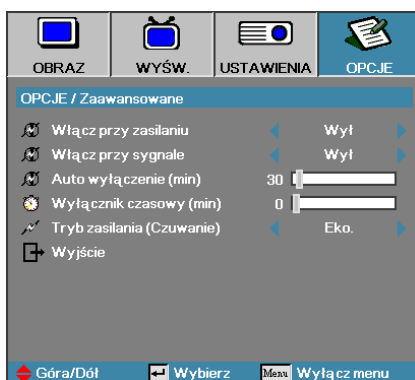 OBRAZ WYŚW. USTAWIENIA OPCJE
OPCJE / Zaawansowane
Włącz przy zasilaniu Wył
Włącz przy sygnale Wył
Auto wyłączenie (min) 30
Wyłącznik czasowy (min) 0
Tryb zasilania (Czuwanie) Eko.
Wyjście
Góra/Dół Wybierz Menu Wyłącz menu